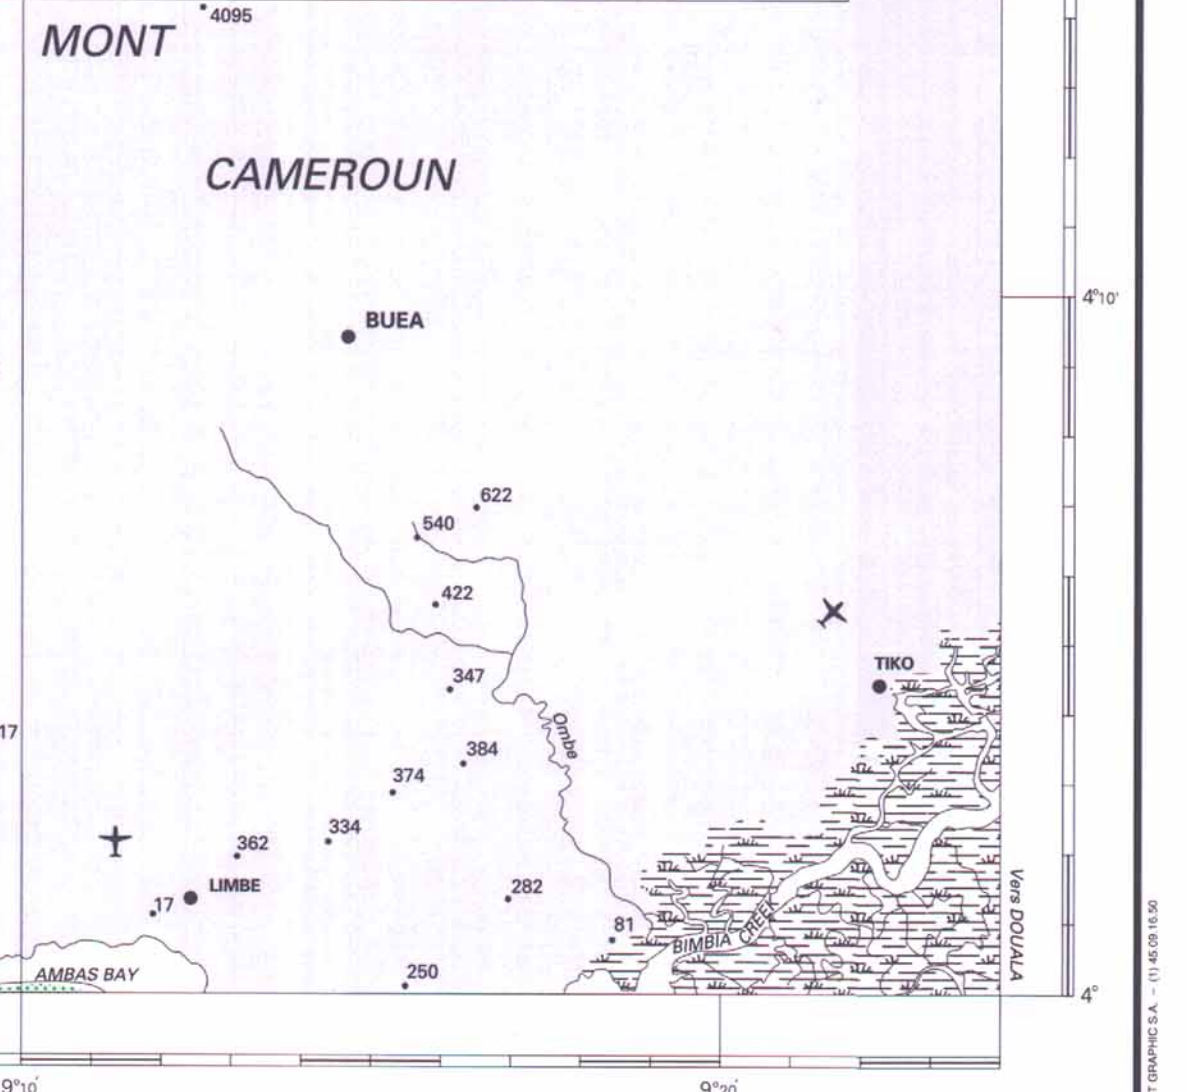 4095
MONT
CAMEROUN
4°10'
BUEA
622
540
422
TIKO
347
Ombé
17
384
374
334
362
LIMBE
282
17
81
BIMBIA CREEK
Vers DOUALA
AMBAS BAY
250
4°
T GRAPHIC S.A. – (1) 45.09.16.50
9°10'
9°20'